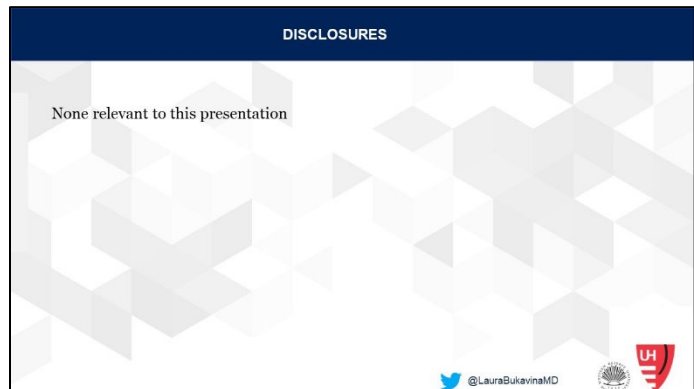 DISCLOSURES
None relevant to this presentation
@LauraBukavinaMD
UH